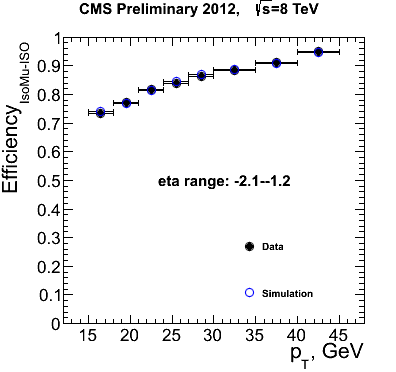 CMS Preliminary 2012, √s=8 TeV
Efficiency IsoMu-ISO
1
0.9
0.8
0.7
0.6
0.5
0.4
0.3
0.2
0.1
0
eta range: -2.1--1.2
Data
Simulation
15 20 25 30 35 40 45
pT, GeV